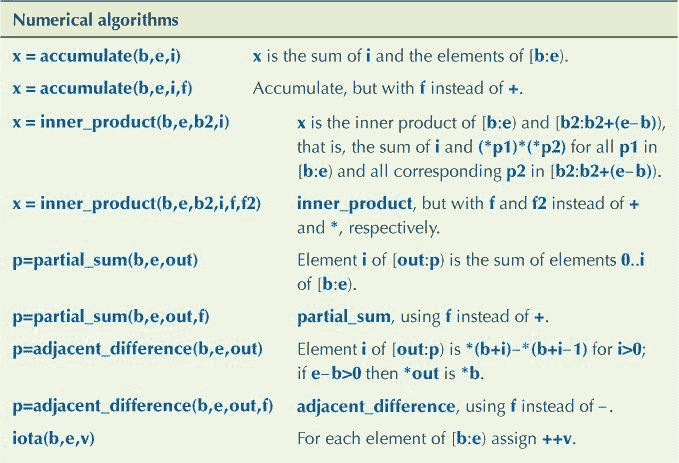 Numerical algorithms
x = accumulate(b,e,i) x is the sum of i and the elements of [b:e).
x = accumulate(b,e,i,f) Accumulate, but with f instead of +.
x = inner_product(b,e,b2,i) x is the inner product of [b:e) and [b2:b2+(e–b)),
that is, the sum of i and (*p1)*(*p2) for all p1 in
[b:e) and all corresponding p2 in [b2:b2+(e–b)).
x = inner_product(b,e,b2,i,f,f2) inner_product, but with f and f2 instead of +
and *, respectively.
p=partial_sum(b,e,out) Element i of [out:p) is the sum of elements 0..i
of [b:e).
p=partial_sum(b,e,out,f) partial_sum, using f instead of +.
p=adjacent_difference(b,e,out) Element i of [out:p) is *(b+i)–*(b+i–1) for i>0;
if e–b>0 then *out is *b.
p=adjacent_difference(b,e,out,f) adjacent_difference, using f instead of –.
iota(b,e,v) For each element of [b:e) assign ++v.